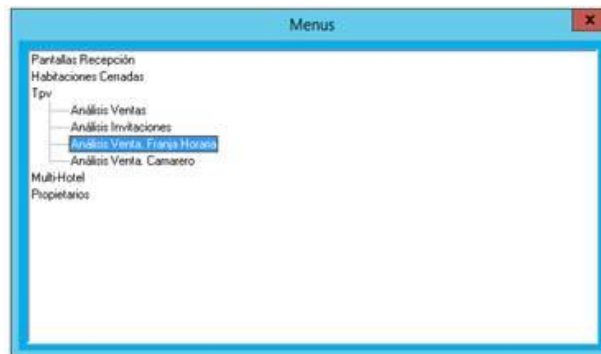 Menus
x
Pantallas Recepción
Habitaciones Cerradas
Tpv
Análisis Ventas
Análisis Invitaciones
Análisis Venta. Franja Horaria
Análisis Venta. Camarero
Multi-Hotel
Propietarios